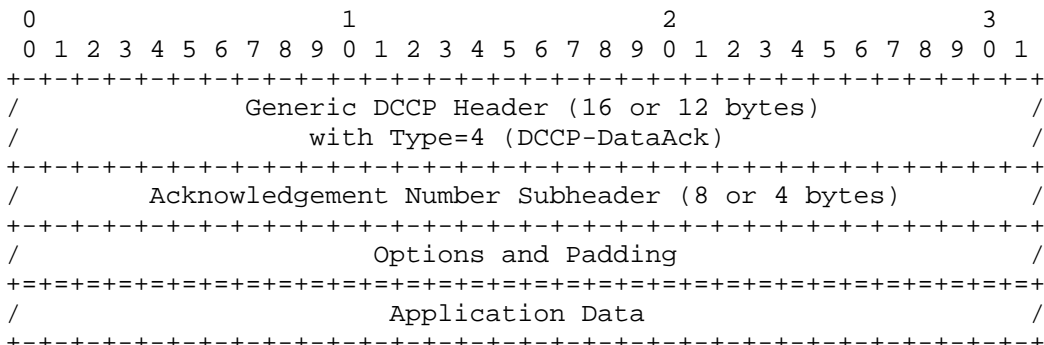 0                   1                   2                   3
 0 1 2 3 4 5 6 7 8 9 0 1 2 3 4 5 6 7 8 9 0 1 2 3 4 5 6 7 8 9 0 1
+-+-+-+-+-+-+-+-+-+-+-+-+-+-+-+-+-+-+-+-+-+-+-+-+-+-+-+-+-+-+-+-+
/              Generic DCCP Header (16 or 12 bytes)             /
/                  with Type=4 (DCCP-DataAck)                   /
+-+-+-+-+-+-+-+-+-+-+-+-+-+-+-+-+-+-+-+-+-+-+-+-+-+-+-+-+-+-+-+-+
/        Acknowledgement Number Subheader (8 or 4 bytes)        /
+-+-+-+-+-+-+-+-+-+-+-+-+-+-+-+-+-+-+-+-+-+-+-+-+-+-+-+-+-+-+-+-+
/                      Options and Padding                      /
+=+=+=+=+=+=+=+=+=+=+=+=+=+=+=+=+=+=+=+=+=+=+=+=+=+=+=+=+=+=+=+=+
/                       Application Data                        /
+-+-+-+-+-+-+-+-+-+-+-+-+-+-+-+-+-+-+-+-+-+-+-+-+-+-+-+-+-+-+-+-+